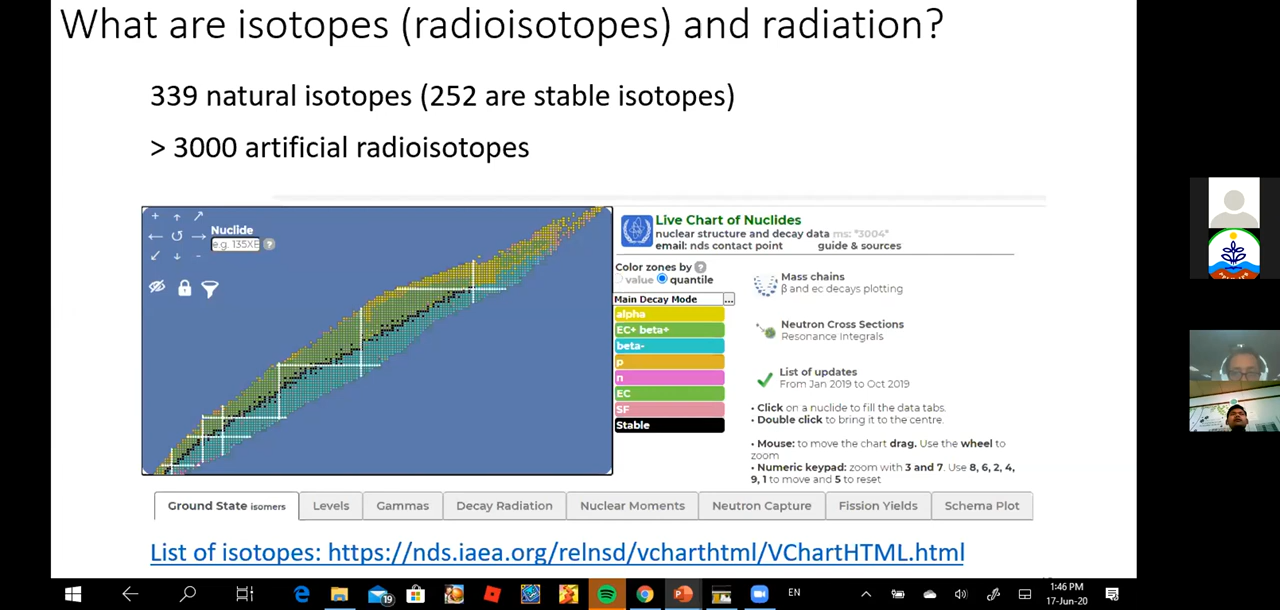 What are isotopes (radioisotopes) and radiation?
339 natural isotopes (252 are stable isotopes)
> 3000 artificial radioisotopes
Nuclide
e.g. 135XE
?
Live Chart of Nuclides
nuclear structure and decay data ms: "3004"
email: nds contact point guide & sources
Color zones by ?
value quantile
Main Decay Mode ...
alpha
EC+ beta+
beta-
p
n
EC
SF
Stable
Mass chains
β and ec decays plotting
Neutron Cross Sections
Resonance Integrals
List of updates
From Jan 2019 to Oct 2019
• Click on a nuclide to fill the data tabs.
• Double click to bring it to the centre.
• Mouse: to move the chart drag. Use the wheel to
zoom
• Numeric keypad: zoom with 3 and 7. Use 8, 6, 2, 4,
9, 1 to move and 5 to reset
Ground State isomers Levels Gammas Decay Radiation Nuclear Moments Neutron Capture Fission Yields Schema Plot
List of isotopes: https://nds.iaea.org/relnsd/vcharthtml/VChartHTML.html
19
EN
1:46 PM
17-Jun-20